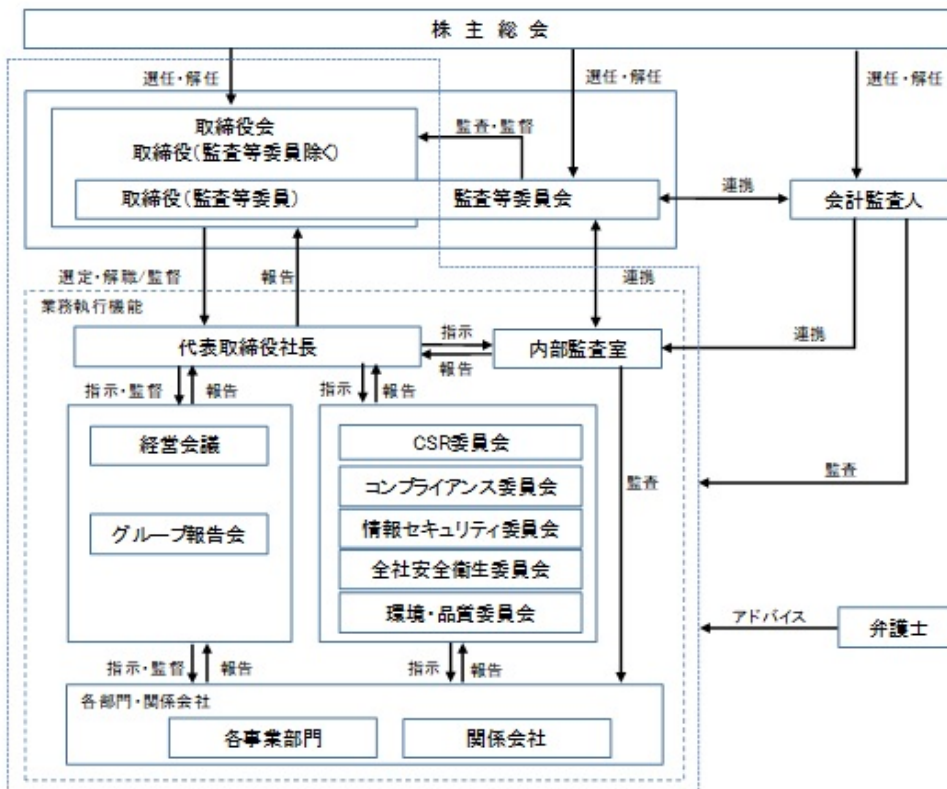 株 主 総 会
選任・解任
選任・解任
選任・解任
取締役会
取締役(監査等委員除く)
監査・監督
取締役(監査等委員)
監査等委員会
連携
会計監査人
選定・解職/監督
報告
連携
業務執行機能
代表取締役社長
指示
報告
内部監査室
連携
指示・監督
報告
指示
報告
経営会議
グループ報告会
CSR委員会
コンプライアンス委員会
情報セキュリティ委員会
全社安全衛生委員会
環境・品質委員会
監査
監査
アドバイス
弁護士
指示・監督
報告
指示
報告
各部門・関係会社
各事業部門
関係会社